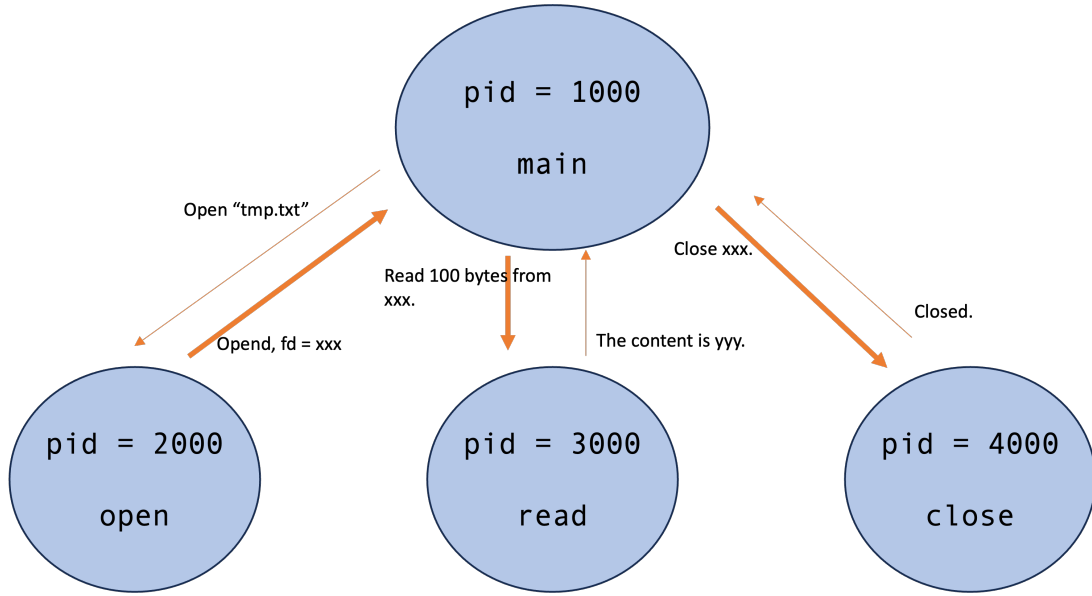 pid = 1000
main
Open “tmp.txt”
Opend, fd = xxx
Read 100 bytes from
xxx.
The content is yyy.
Close xxx.
Closed.
pid = 2000
open
pid = 3000
read
pid = 4000
close